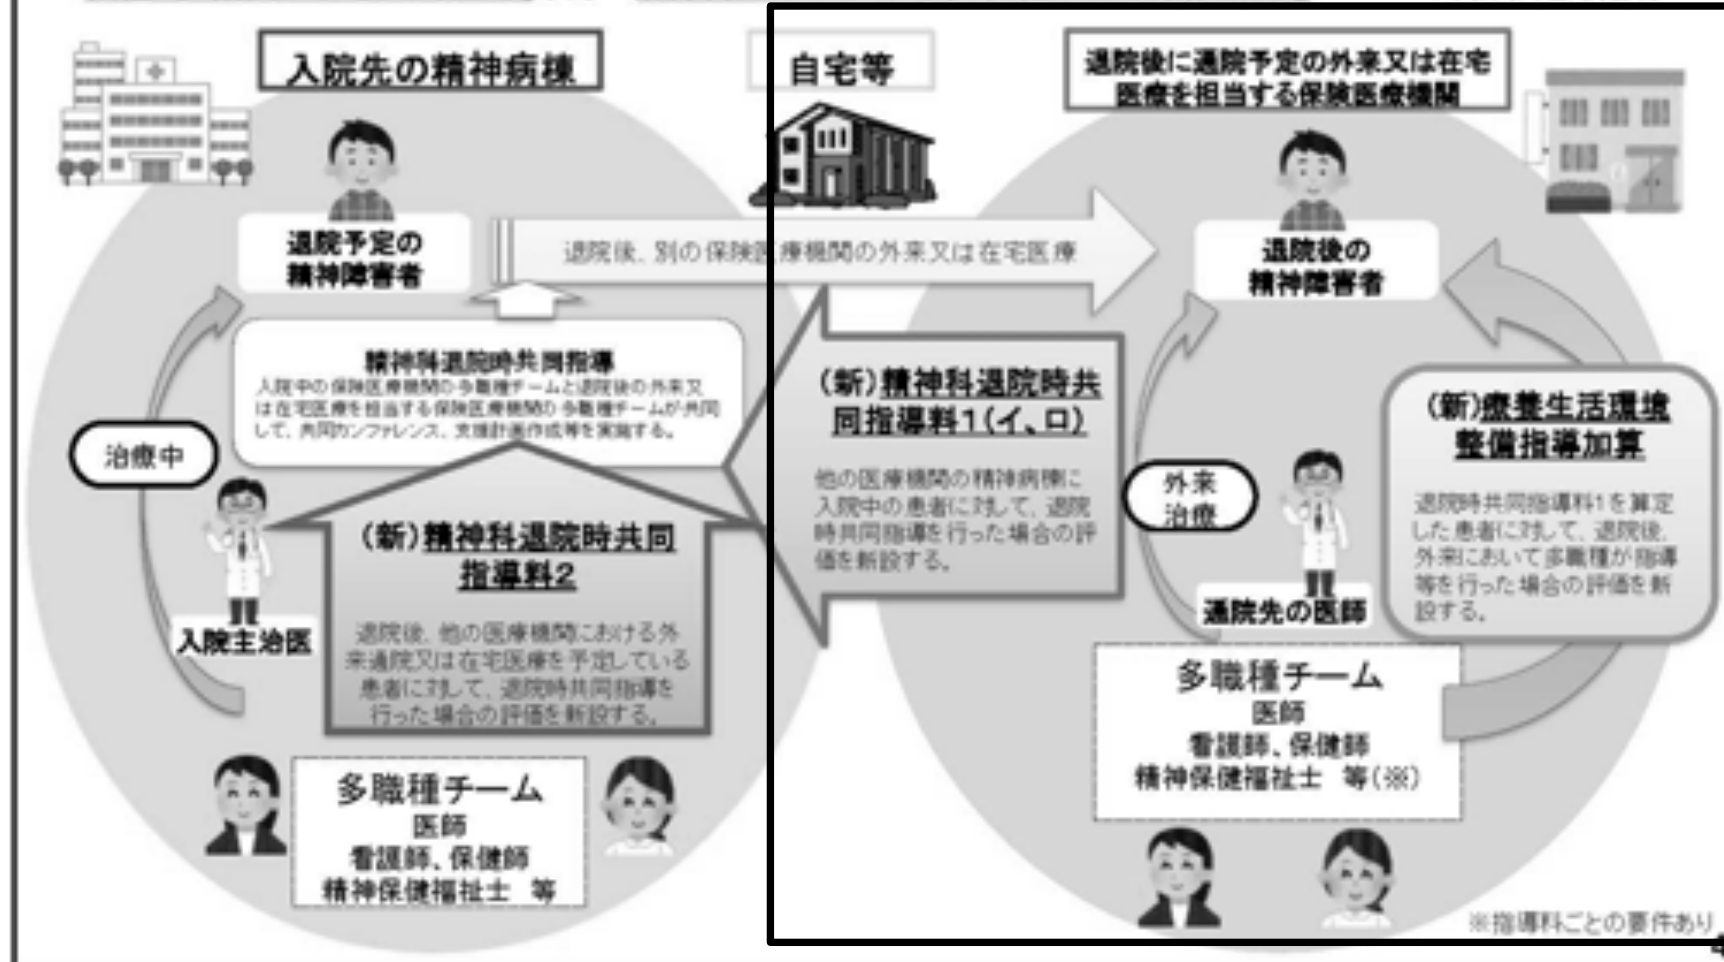 入院先の精神病棟
自宅等
退院後に通院予定の外来又は在宅
医療を担当する保険医療機関
退院予定の
精神障害者
退院後、別の保険医療機関の外来又は在宅医療
退院後の
精神障害者
精神科退院時共同指導
入院中の保険医療機関の多職種チームと退院後の外来又
は在宅医療を担当する保険医療機関の多職種チームが共同
して、共同カンファレンス、支援計画作成等を実施する。
治療中
(新)精神科退院時共
同指導料1(イ、ロ)
他の医療機関の精神病棟に
入院中の患者に対して、退院
時共同指導を行った場合の評
価を新設する。
外来
治療
(新)療養生活環境
整備指導加算
退院時共同指導料1を算定
した患者に対して、退院後、
外来において多職種が指導
等を行った場合の評価を新
設する。
(新)精神科退院時共同
指導料2
退院後、他の医療機関における外
来通院又は在宅医療を予定している
患者に対して、退院時共同指導を
行った場合の評価を新設する。
入院主治医
通院先の医師
多職種チーム
医師
看護師、保健師
精神保健福祉士 等
多職種チーム
医師
看護師、保健師
精神保健福祉士 等(※)
※指導料ごとの要件あり